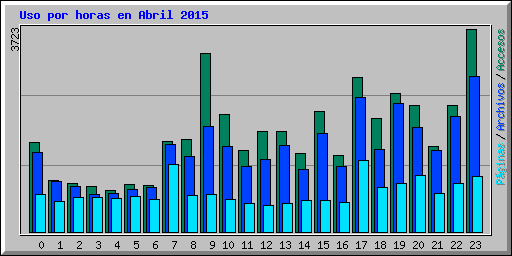 Uso por horas en Abril 2015
3723
Páginas / Archivos / Accesos
0 1 2 3 4 5 6 7 8 9 10 11 12 13 14 15 16 17 18 19 20 21 22 23